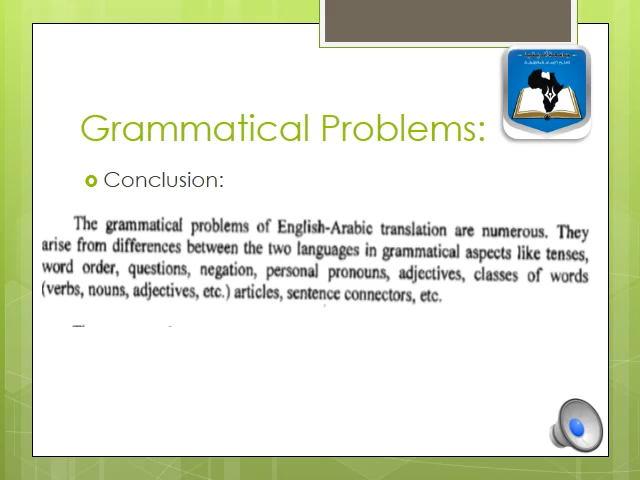 Grammatical Problems:
Conclusion:
The grammatical problems of English-Arabic translation are numerous. They
arise from differences between the two languages in grammatical aspects like tenses,
word order, questions, negation, personal pronouns, adjectives, classes of words
(verbs, nouns, adjectives, etc.) articles, sentence connectors, etc.